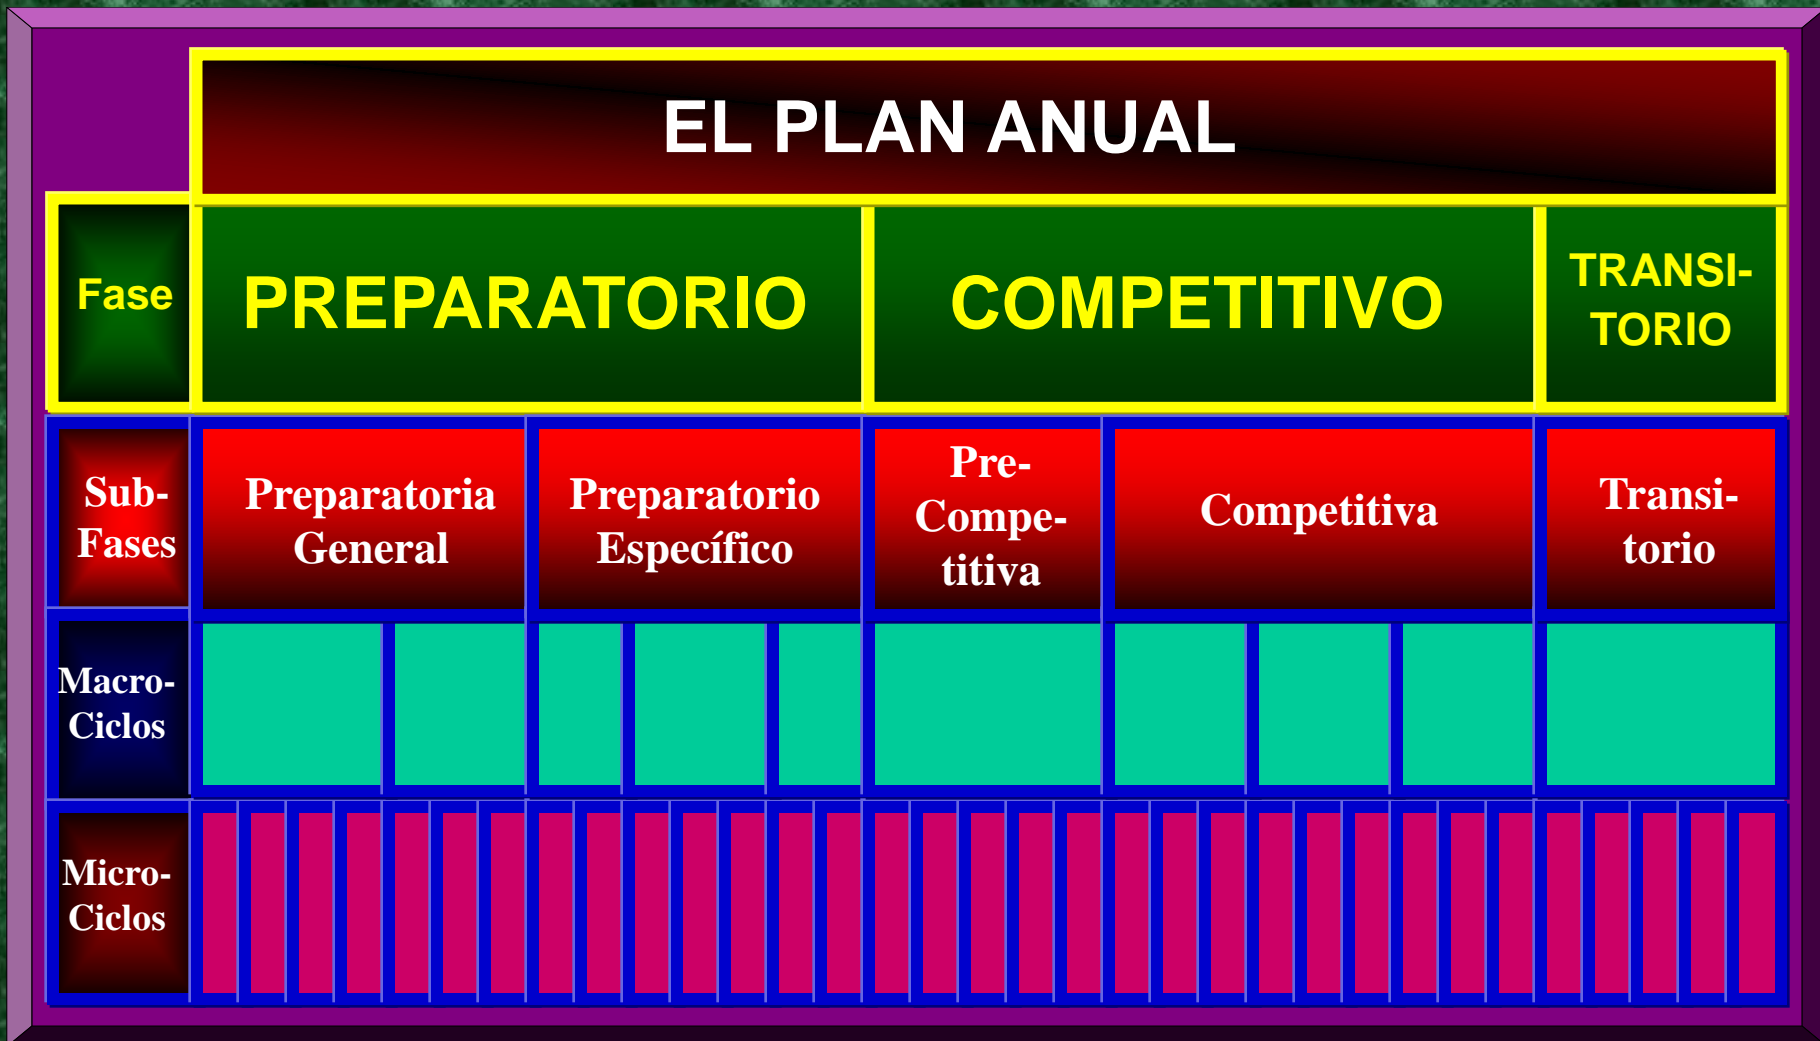 EL PLAN ANUAL
Fase
PREPARATORIO
COMPETITIVO
TRANSI-
TORIO
Sub-
Fases
Preparatoria
General
Preparatorio
Específico
Pre-
Compe-
titiva
Competitiva
Transi-
torio
Macro-
Ciclos
Micro-
Ciclos